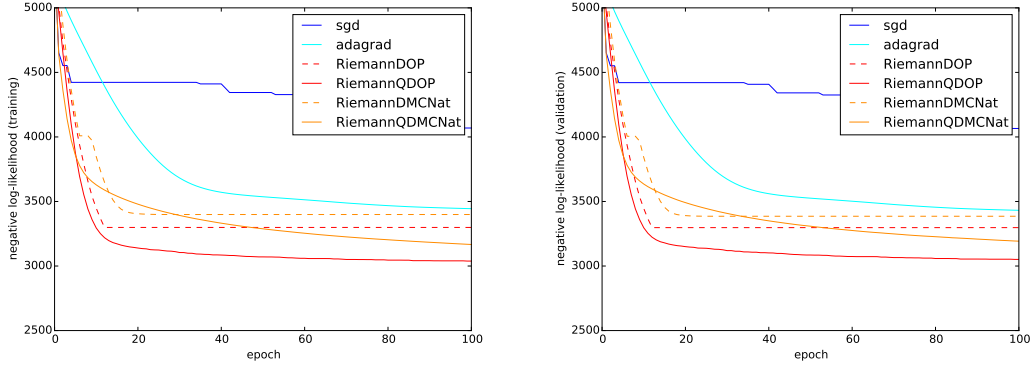 5000
4500
4000
3500
3000
2500
negative log-likelihood (training)
0
20
40
60
80
100
epoch
sgd
adagrad
RiemannDOP
RiemannQDOP
RiemannDMCNat
RiemannQDMCNat
5000
4500
4000
3500
3000
2500
negative log-likelihood (validation)
0
20
40
60
80
100
epoch
sgd
adagrad
RiemannDOP
RiemannQDOP
RiemannDMCNat
RiemannQDMCNat